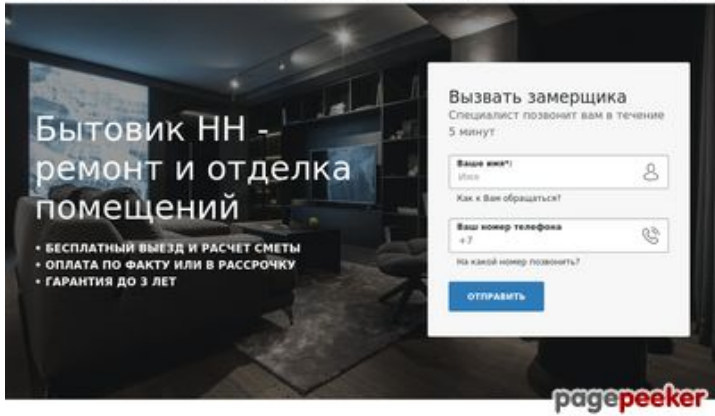 Бытовик НН -
ремонт и отделка
помещений
• БЕСПЛАТНЫЙ ВЫЕЗД И РАСЧЕТ СМЕТЫ
• ОПЛАТА ПО ФАКТУ ИЛИ В РАССРОЧКУ
• ГАРАНТИЯ ДО 3 ЛЕТ
Вызвать замерщика
Специалист позвонит вам в течение
5 минут
Ваше имя*:
Имя
Как к Вам обращаться?
Ваш номер телефона
+7
На какой номер позвонить?
ОТПРАВИТЬ
pagepeeker